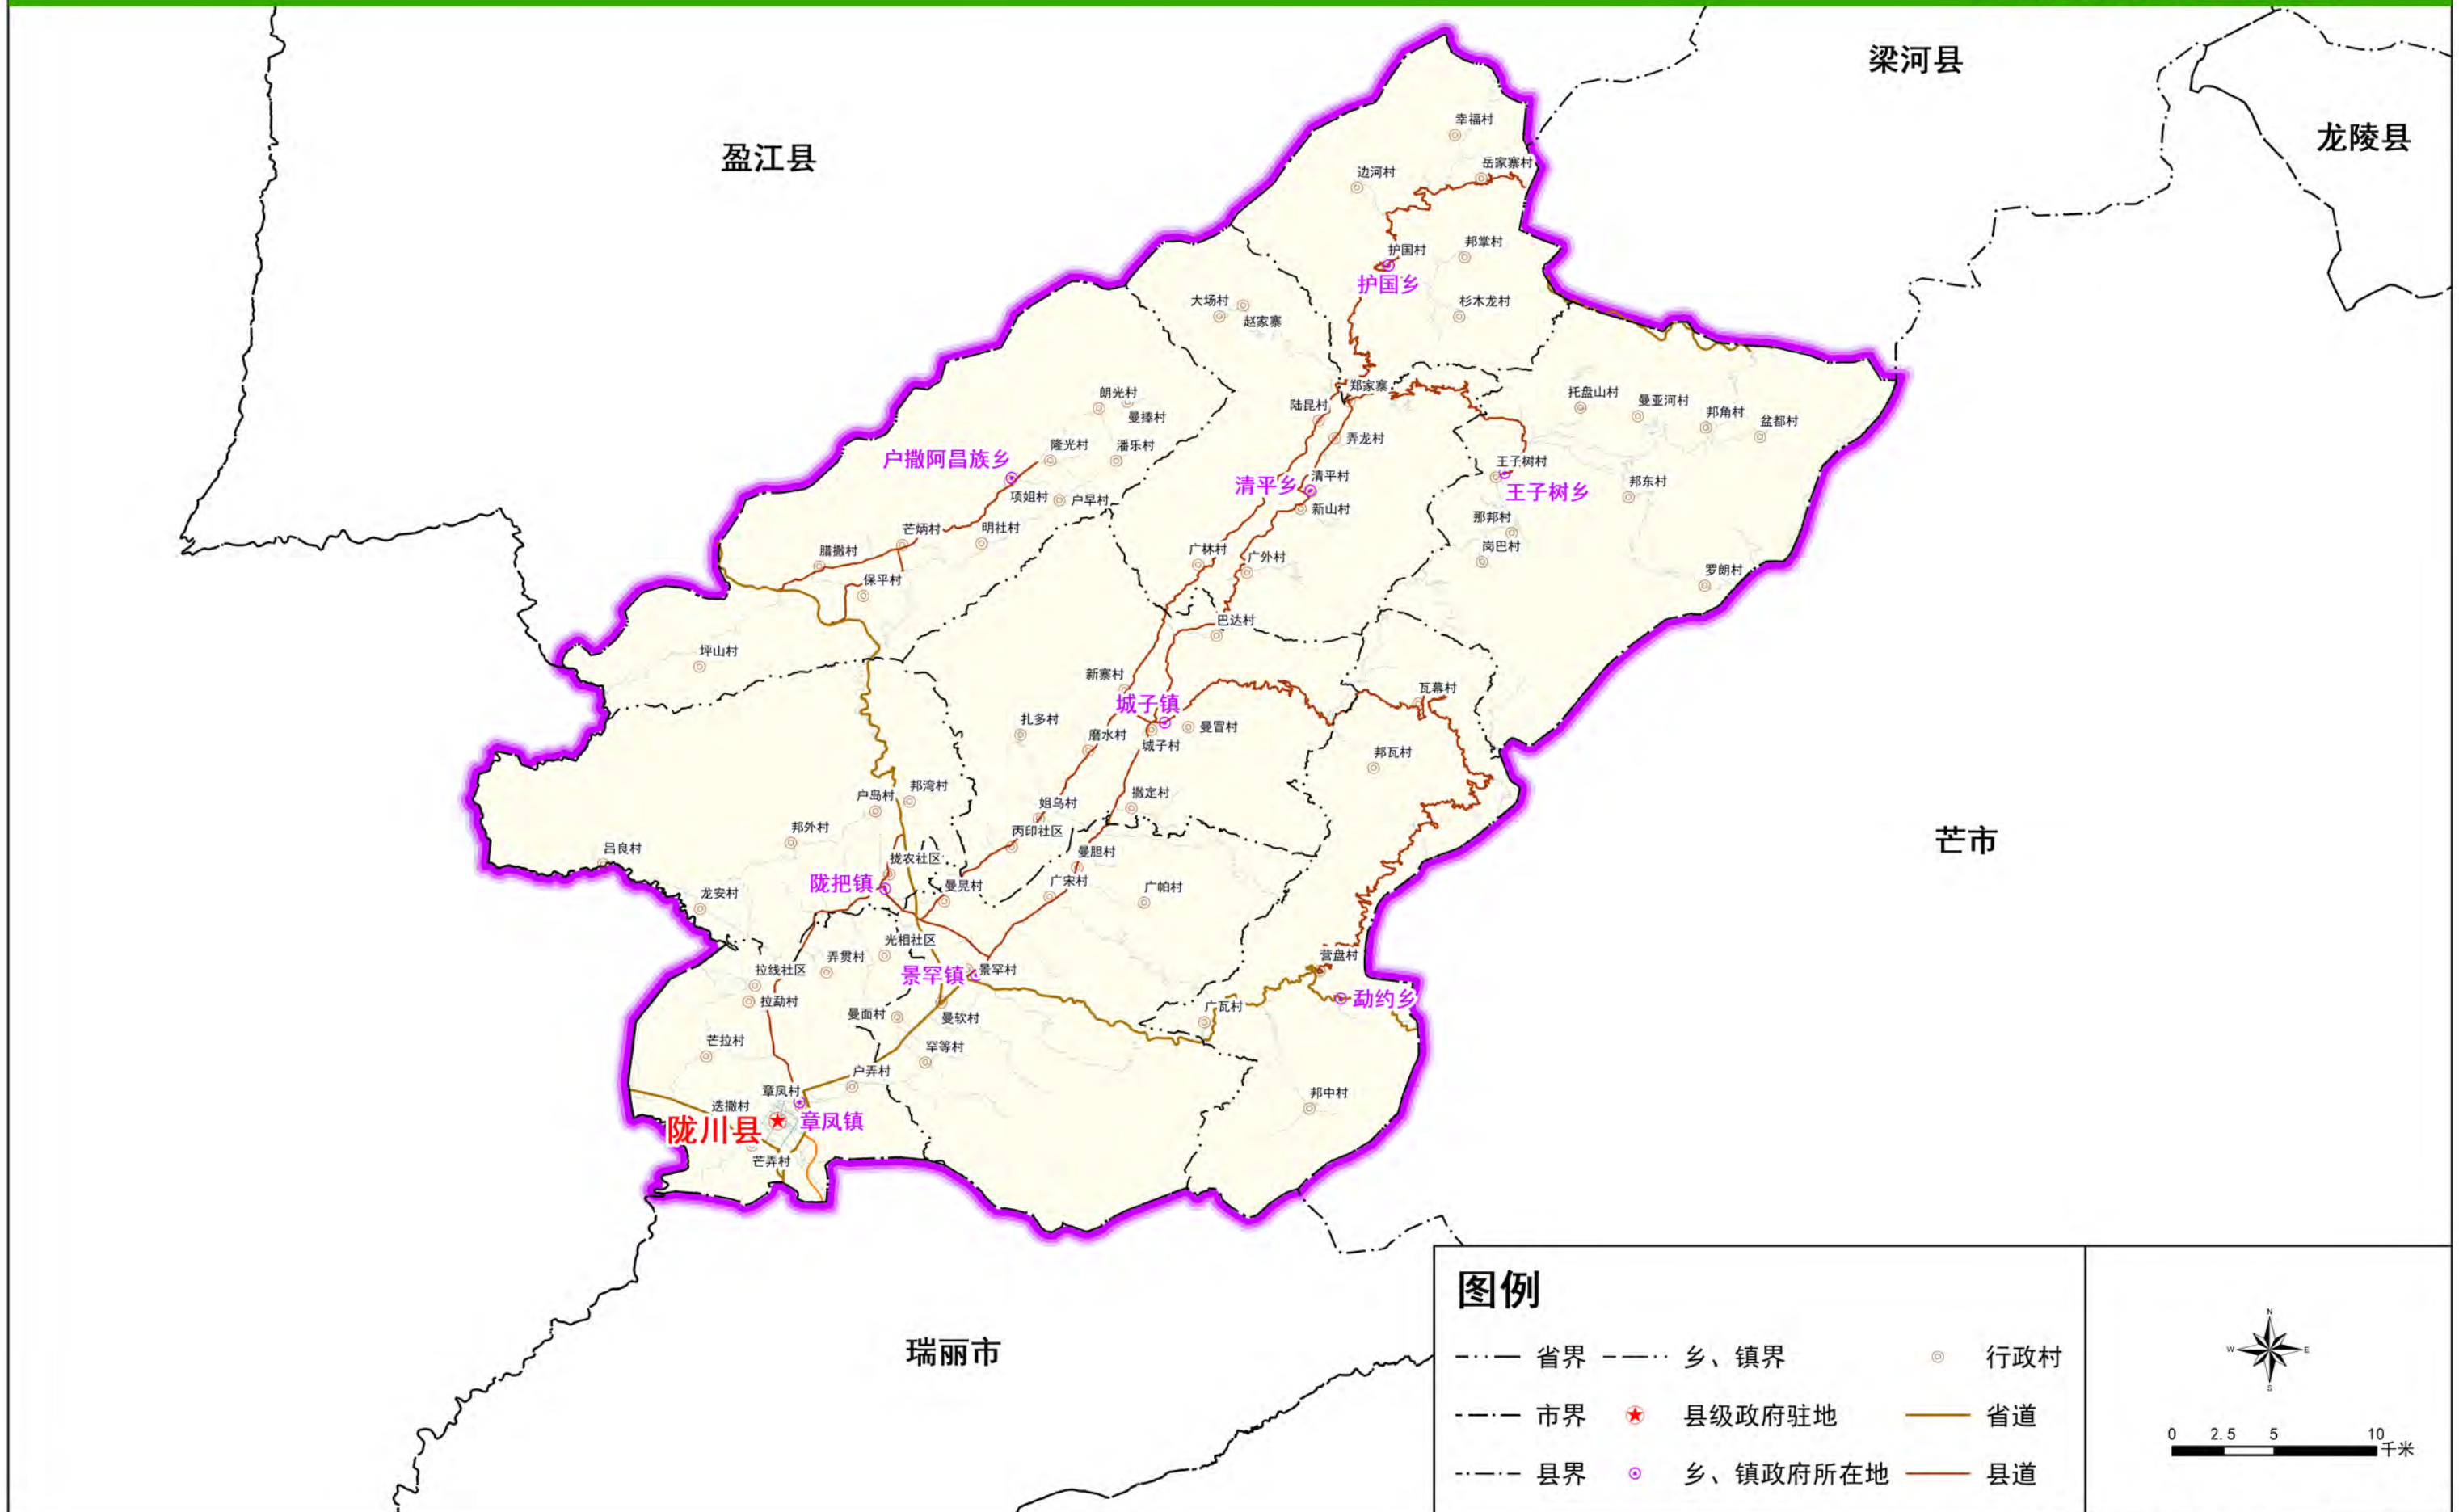 梁河县
龙陵县
盈江县
幸福村
岳家寨村
边河村
护国村
邦掌村
护国乡
大场村
赵家寨
杉木龙村
郑家寨
朗光村
曼捧村
陆昆村
托盘山村
曼亚河村
邦角村
盆都村
弄龙村
隆光村
潘乐村
户撒阿昌族乡
清平村
清平乡
王子树村
王子树乡
邦东村
项姐村
户早村
新山村
那邦村
岗巴村
芒炳村
明社村
腊撒村
保平村
广林村
广外村
罗朗村
巴达村
坪山村
新寨村
瓦幕村
城子镇
扎多村
磨水村
城子村
曼冒村
邦瓦村
户岛村
邦湾村
姐乌村
撒定村
邦外村
丙印社区
芒市
吕良村
拢农社区
曼胆村
陇把镇
曼晃村
广宋村
广帕村
龙安村
光相社区
弄贯村
景罕镇
景罕村
营盘村
拉线社区
拉勐村
勐约乡
曼面村
曼软村
广瓦村
芒拉村
罕等村
户弄村
章凤村
邦中村
迭撒村
陇川县
章凤镇
芒弄村
瑞丽市
图例
省界
乡、镇界
行政村
市界
县级政府驻地
省道
县界
乡、镇政府所在地
县道
N
W
E
S
0 2.5 5 10
千米